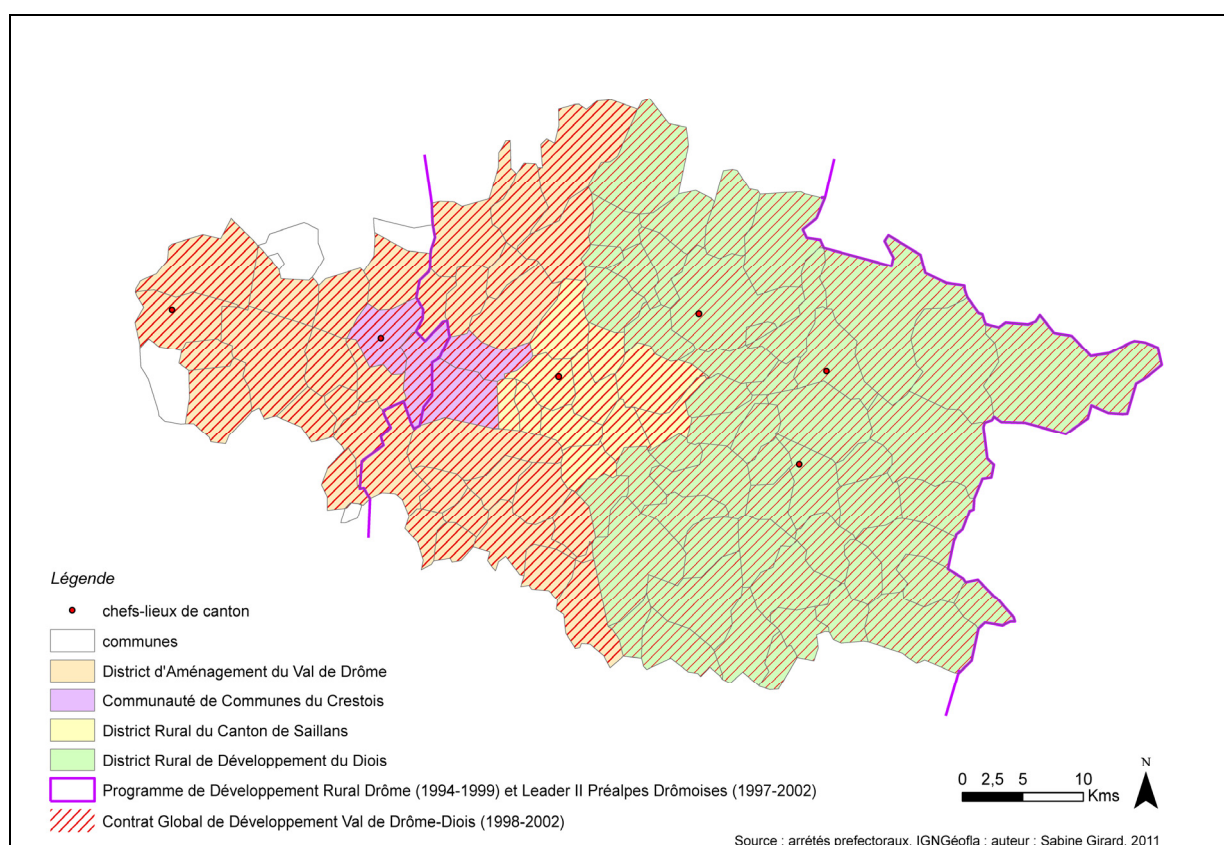 Légende
chefs-lieux de canton
communes
District d'Aménagement du Val de Drôme
Communauté de Communes du Crestois
District Rural du Canton de Saillans
District Rural de Développement du Diois
Programme de Développement Rural Drôme (1994-1999) et Leader II Préalpes Drômoises (1997-2002)
Contrat Global de Développement Val de Drôme-Diois (1998-2002)
N
0 2,5 5 10
Kms
Source : arrétés prefectoraux, IGNGéofla ; auteur : Sabine Girard, 2011